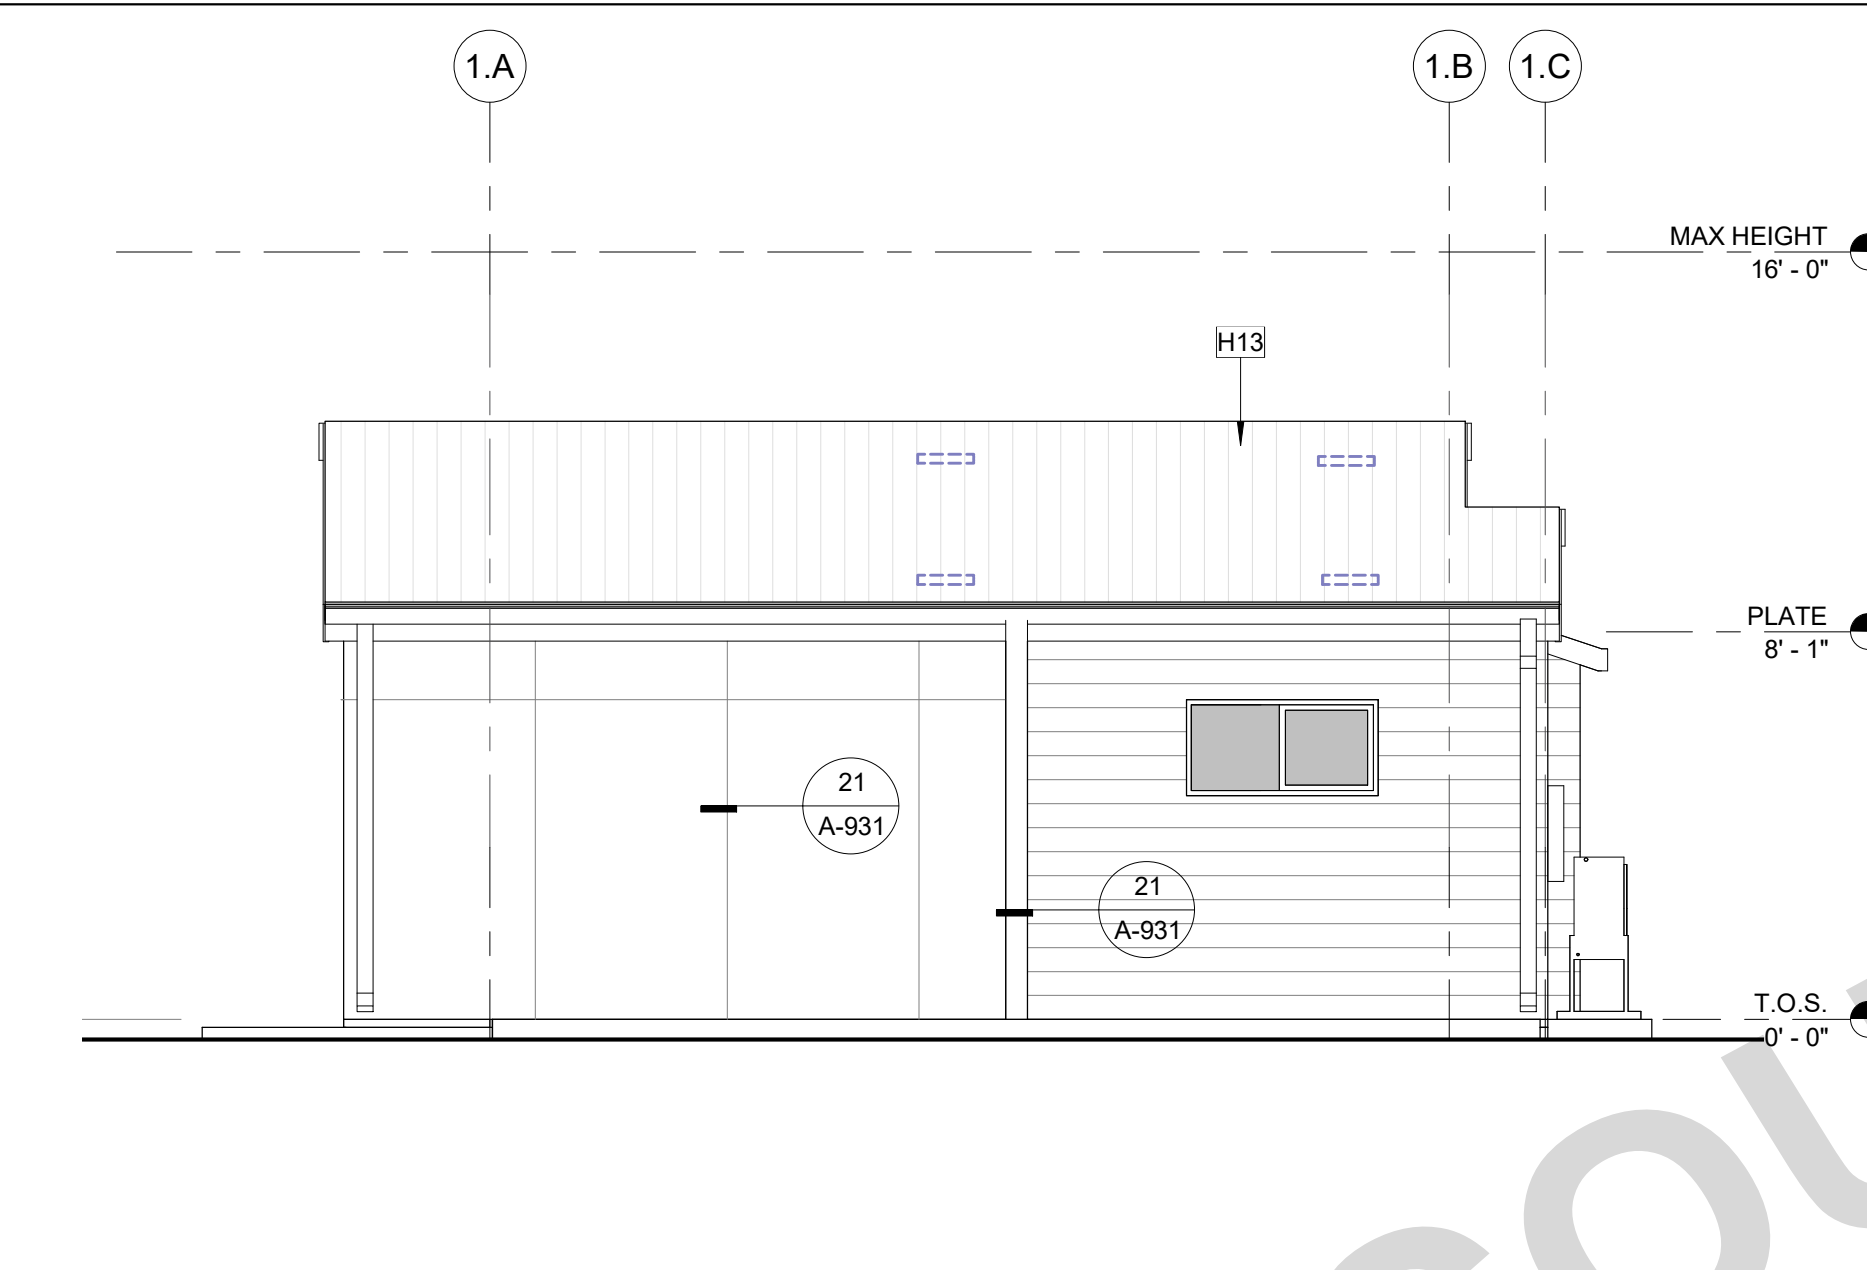 1.A
1.B
1.C
MAX HEIGHT
16' - 0"
H13
PLATE
8' - 1"
21
A-931
21
A-931
T.O.S.
0' - 0"